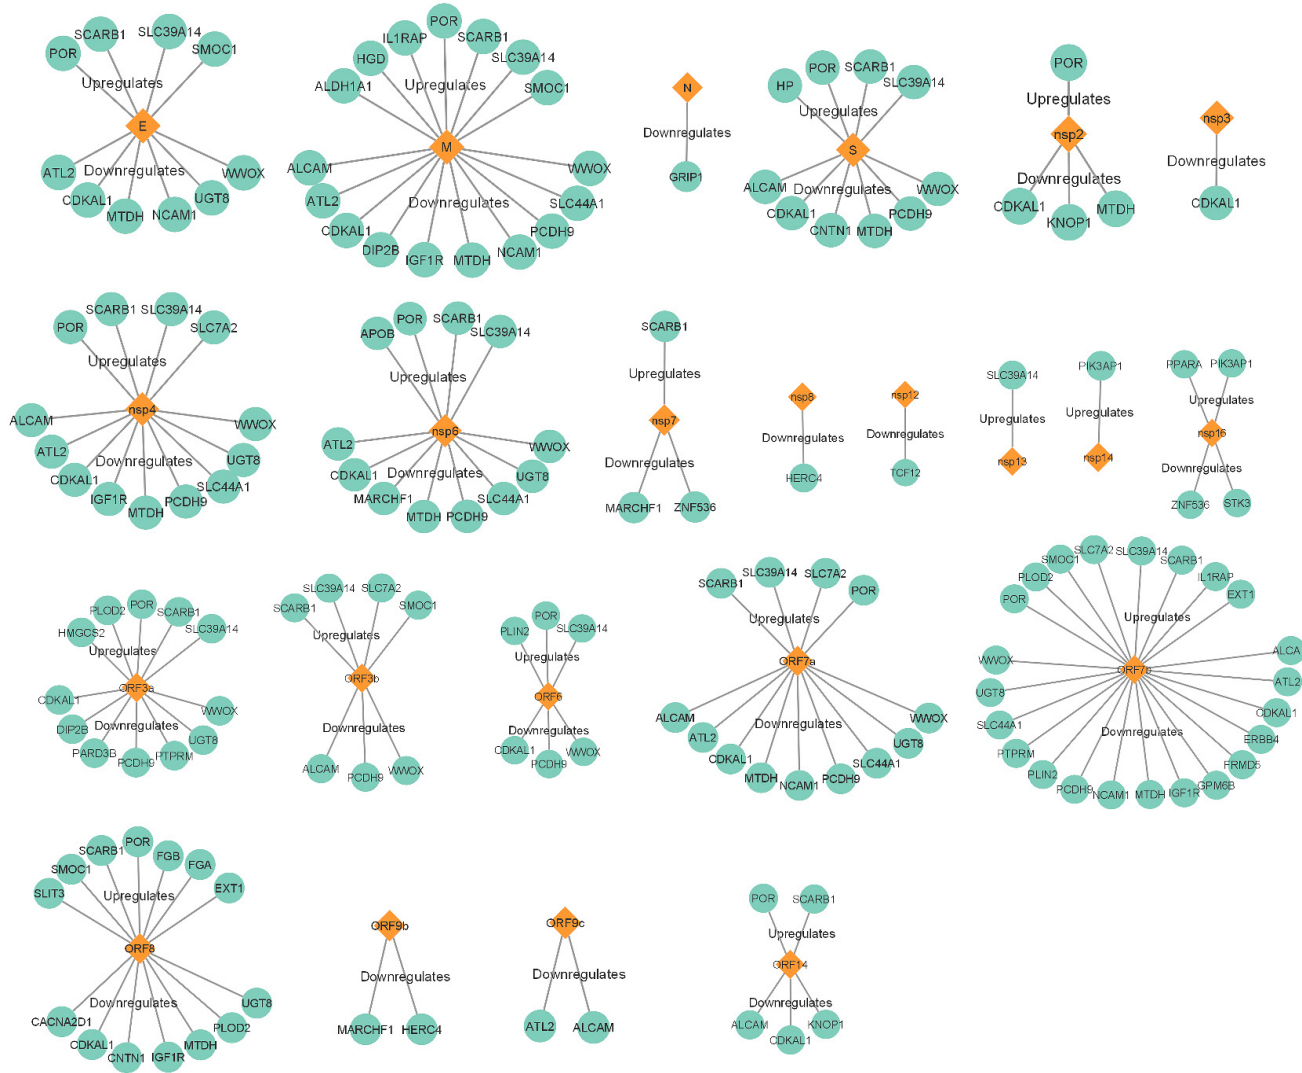 POR
SCARB1
SLC39A14
SMOC1
Upregulates
E
Downregulates
ATL2
CDKAL1
MTDH
NCAM1
UGT8
WWOX
ALDH1A1
HGD
IL1RAP
POR
SCARB1
SLC39A14
SMOC1
Upregulates
M
Downregulates
ALCAM
ATL2
CDKAL1
DIP2B
IGF1R
MTDH
NCAM1
PCDH9
SLC44A1
WWOX
N
Downregulates
GRIP1
HP
POR
SCARB1
SLC39A14
Upregulates
S
Downregulates
ALCAM
CDKAL1
CNTN1
MTDH
PCDH9
WWOX
POR
Upregulates
nsp2
Downregulates
CDKAL1
KNOP1
MTDH
nsp3
Downregulates
CDKAL1
POR
SCARB1
SLC39A14
SLC7A2
Upregulates
nsp4
Downregulates
ALCAM
ATL2
CDKAL1
IGF1R
MTDH
PCDH9
SLC44A1
UGT8
WWOX
APOB
POR
SCARB1
SLC39A14
Upregulates
nsp6
Downregulates
ATL2
CDKAL1
MARCHF1
MTDH
PCDH9
SLC44A1
UGT8
WWOX
SCARB1
Upregulates
nsp7
Downregulates
MARCHF1
ZNF536
nsp8
Downregulates
HERC4
nsp12
Downregulates
TCF12
SLC39A14
Upregulates
nsp13
PIK3AP1
Upregulates
nsp14
PPARA
PIK3AP1
Upregulates
nsp16
Downregulates
ZNF536
STK3
HMGCS2
PLOD2
POR
SCARB1
SLC39A14
Upregulates
ORF3a
Downregulates
CDKAL1
DIP2B
PARD3B
PCDH9
PTPRM
UGT8
WWOX
SCARB1
SLC39A14
SLC7A2
SMOC1
Upregulates
ORF3b
Downregulates
ALCAM
PCDH9
WWOX
PLIN2
POR
SLC39A14
Upregulates
ORF6
Downregulates
CDKAL1
PCDH9
WWOX
SCARB1
SLC39A14
SLC7A2
POR
Upregulates
ORF7a
Downregulates
ALCAM
ATL2
CDKAL1
MTDH
NCAM1
PCDH9
SLC44A1
UGT8
WWOX
POR
PLOD2
SMOC1
SLC7A2
SLC39A14
SCARB1
IL1RAP
EXT1
Upregulates
ORF7b
Downregulates
WWOX
UGT8
SLC44A1
PTPRM
PLIN2
PCDH9
NCAM1
MTDH
IGF1R
GPM6B
FRMD5
ERBB4
CDKAL1
ATL2
ALCA
SLIT3
SMOC1
SCARB1
POR
FGB
FGA
EXT1
Upregulates
ORF8
Downregulates
CACNA2D1
CDKAL1
CNTN1
IGF1R
MTDH
PLOD2
UGT8
ORF9b
Downregulates
MARCHF1
HERC4
ORF9c
Downregulates
ATL2
ALCAM
POR
SCARB1
Upregulates
ORF14
Downregulates
ALCAM
CDKAL1
KNOP1